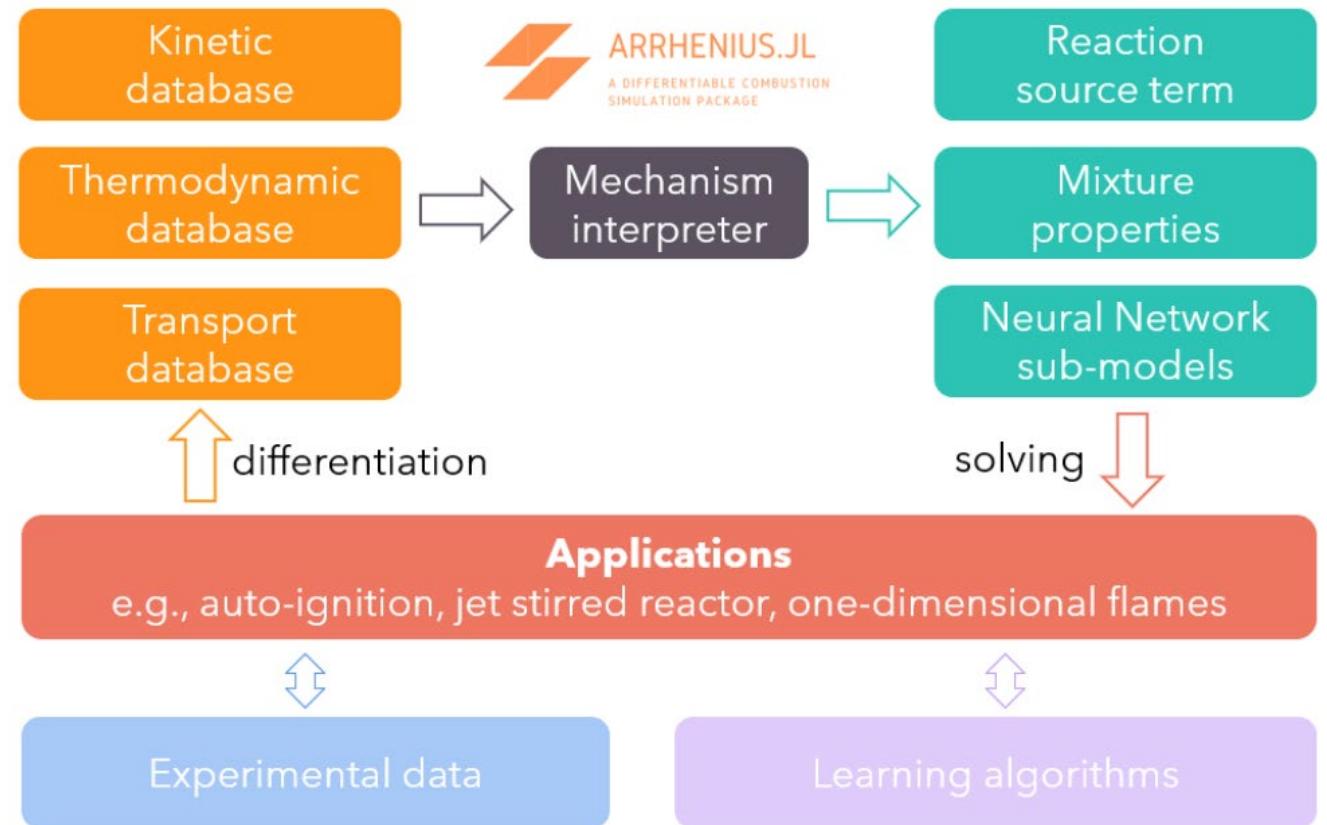 Kinetic
database
ARRHENIUS.JL
A DIFFERENTIABLE COMBUSTION
SIMULATION PACKAGE
Reaction
source term
Thermodynamic
database
Mechanism
interpreter
Mixture
properties
Transport
database
Neural Network
sub-models
differentiation
solving
Applications
e.g., auto-ignition, jet stirred reactor, one-dimensional flames
Experimental data
Learning algorithms